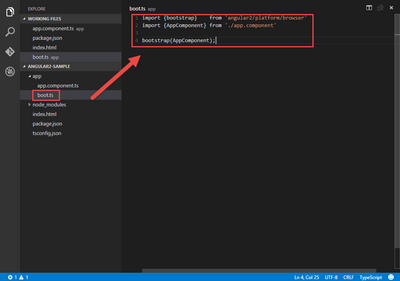 EXPLORE
WORKING FILES
app.component.ts app
package.json
index.html
boot.ts app
ANGULAR2-SAMPLE
app
app.component.ts
boot.ts
node_modules
index.html
package.json
tsconfig.json
boot.ts app
1 import {bootstrap} from 'angular2/platform/browser'
2 import {AppComponent} from './app.component'
3
4 bootstrap(AppComponent);
1 1
Ln 4, Col 25 UTF-8 CRLF TypeScript